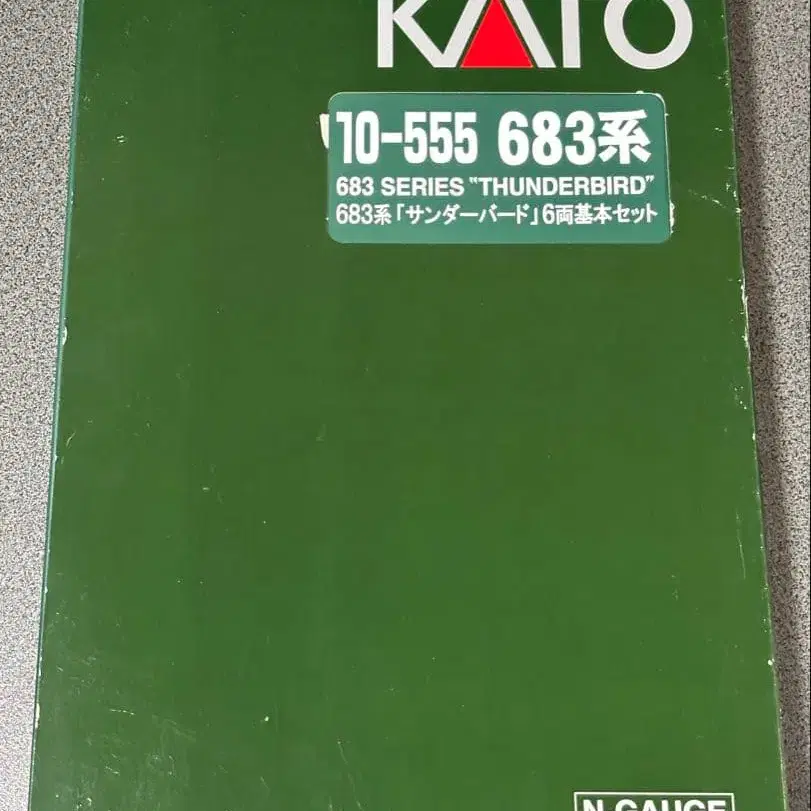 KATO
10-555 683系
683 SERIES "THUNDERBIRD"
683系「サンダーバード」6両基本セット
N GAUGE